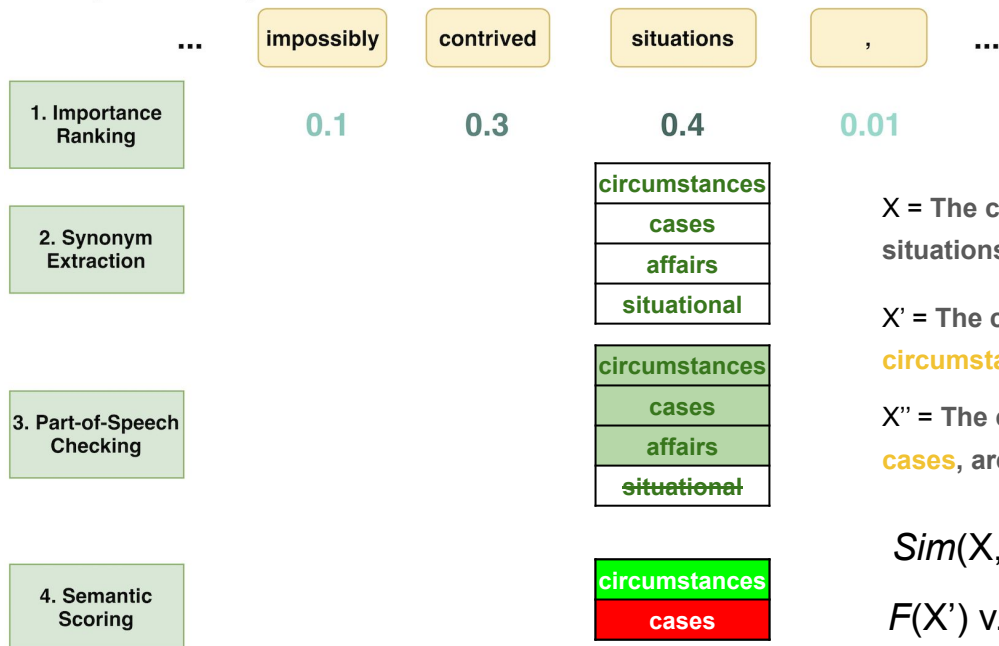 ... impossibly contrived situations , ...
1. Importance
Ranking
0.1 0.3 0.4 0.01
2. Synonym
Extraction
circumstances
cases
affairs
situational
X = The c
situations
X' = The c
circumsta
X'' = The c
cases, are
3. Part-of-Speech
Checking
circumstances
cases
affairs
situational
4. Semantic
Scoring
circumstances
cases
Sim(X,
F(X') v